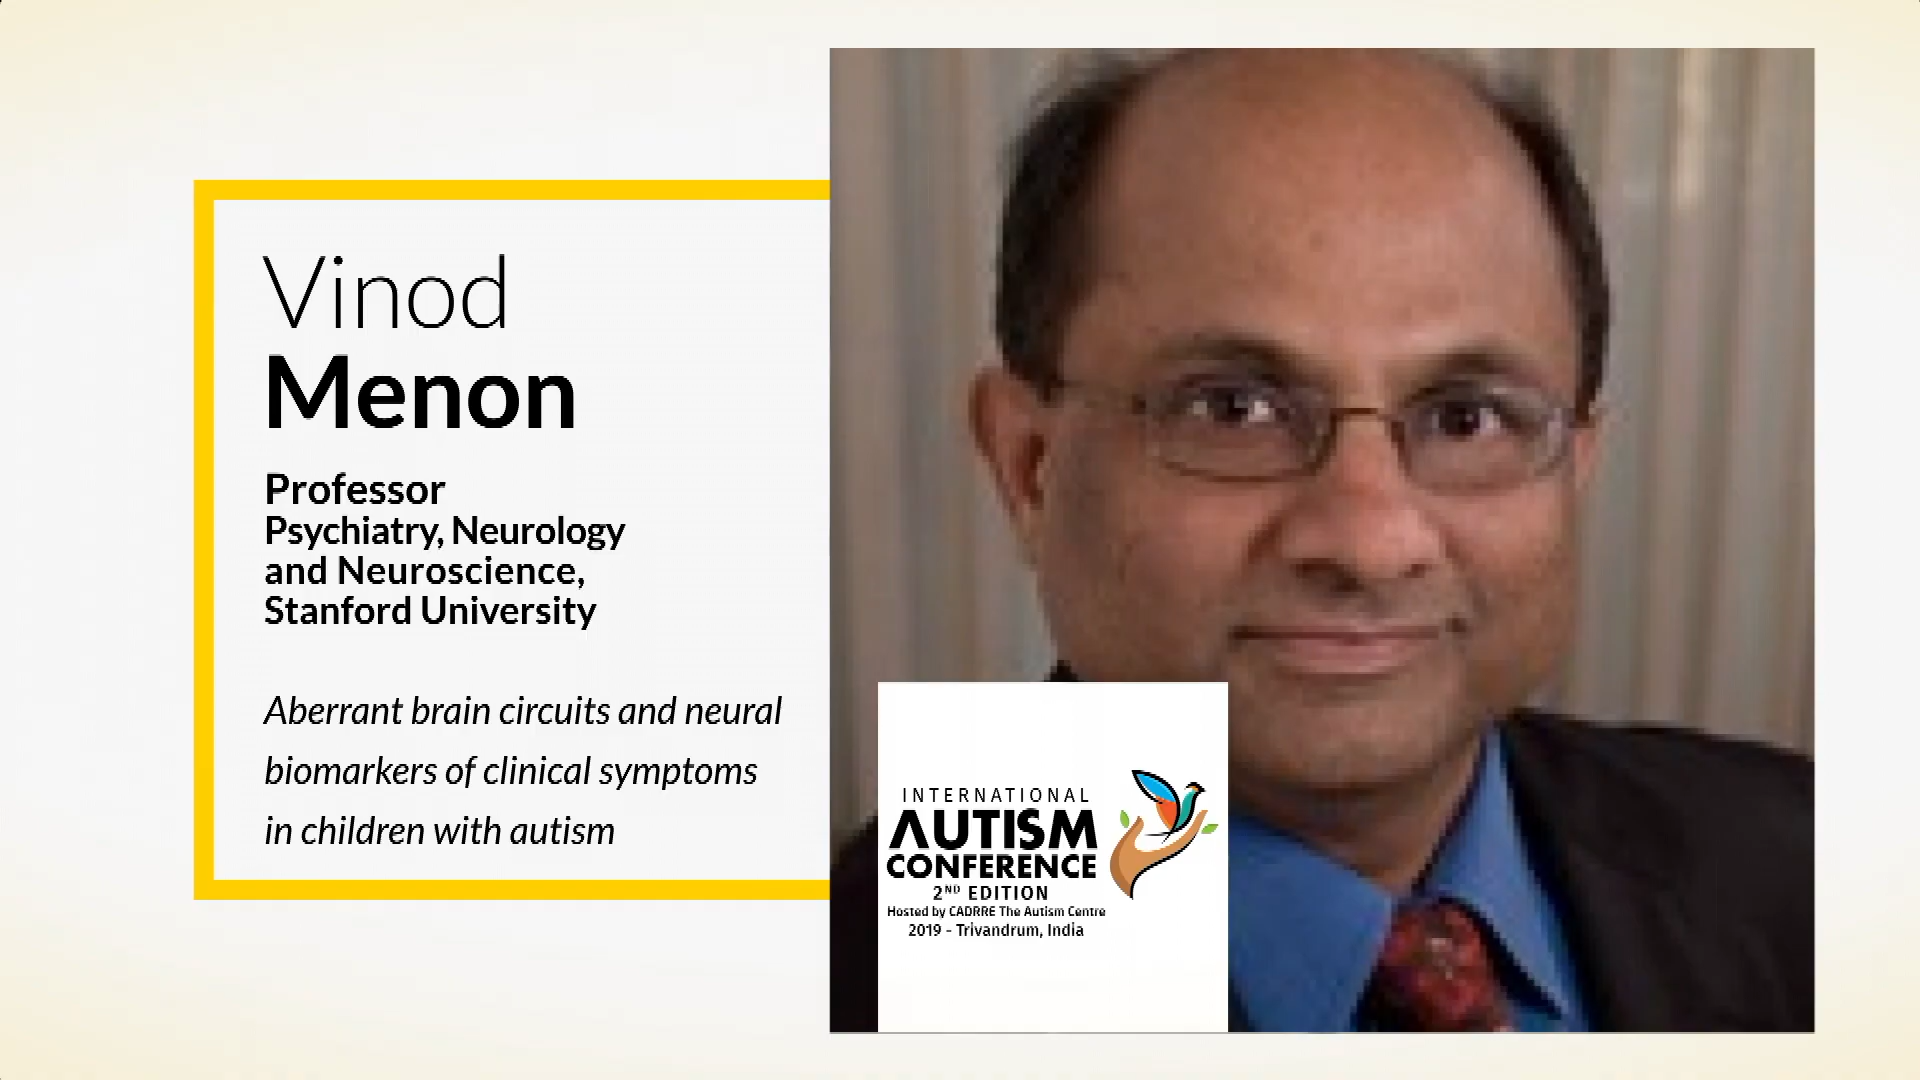 Vinod
Menon
Professor
Psychiatry, Neurology
and Neuroscience,
Stanford University
Aberrant brain circuits and neural
biomarkers of clinical symptoms
in children with autism
INTERNATIONAL
AUTISM
CONFERENCE
2ND EDITION
Hosted by CADRRE The Autism Centre
2019 - Trivandrum, India